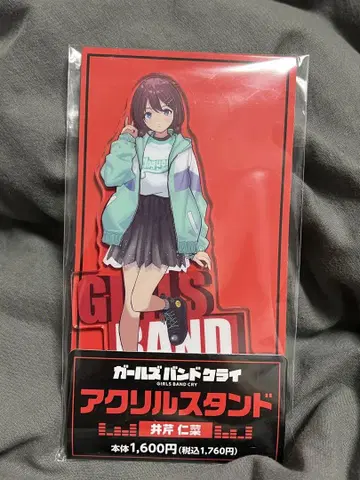 GIRLS
BAND
ガールズバンドクライ
GIRLS BAND CRY
アクリルスタンド
井芹 仁菜
本体1,600円(税込1,760円)